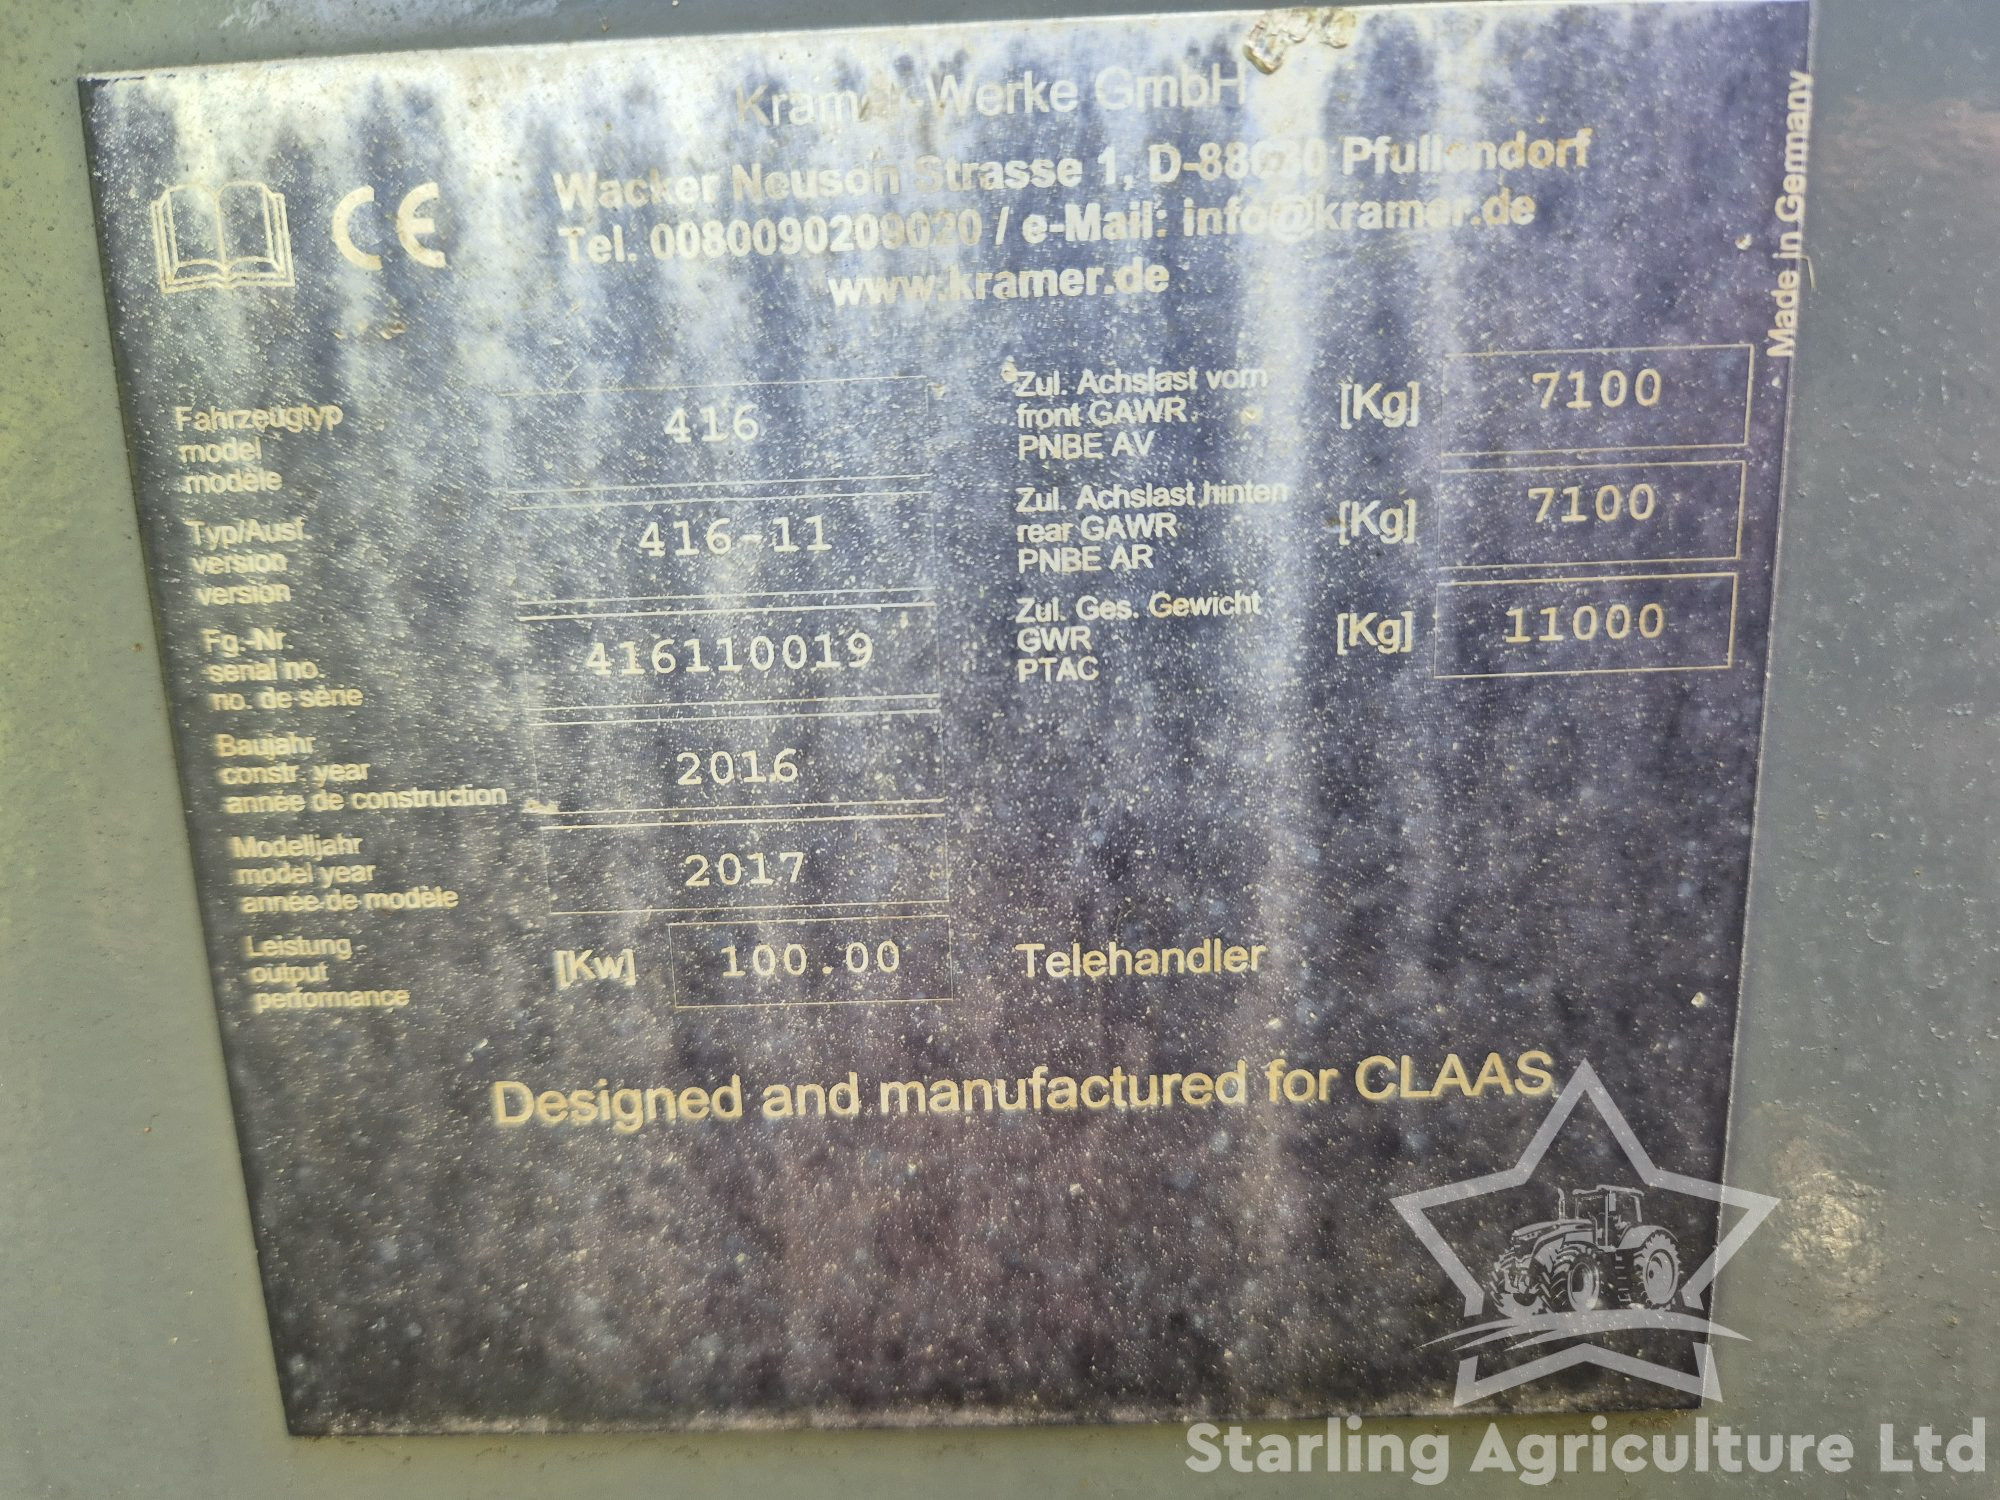 Kramer-Werke GmbH
Wacker Neuson Strasse 1, D-88630 Pfullendorf
Tel. 0080090209020 / e-Mail: info@kramer.de
www.kramer.de
CE
Made in Germany
Fahrzeugtyp
model
modèle
416
Typ/Ausf.
version
version
416-11
Fg.-Nr.
serial no.
no. de série
416110019
Baujahr
constr. year
année de construction
2016
Modelljahr
model year
année de modèle
2017
Leistung
output
performance
[Kw] 100.00
Zul. Achslast vorn
front GAWR
PNBE AV
[Kg] 7100
Zul. Achslast hinten
rear GAWR
PNBE AR
[Kg] 7100
Zul. Ges. Gewicht
GWR
PTAC
[Kg] 11000
Telehandler
Designed and manufactured for CLAAS
Starling Agriculture Ltd